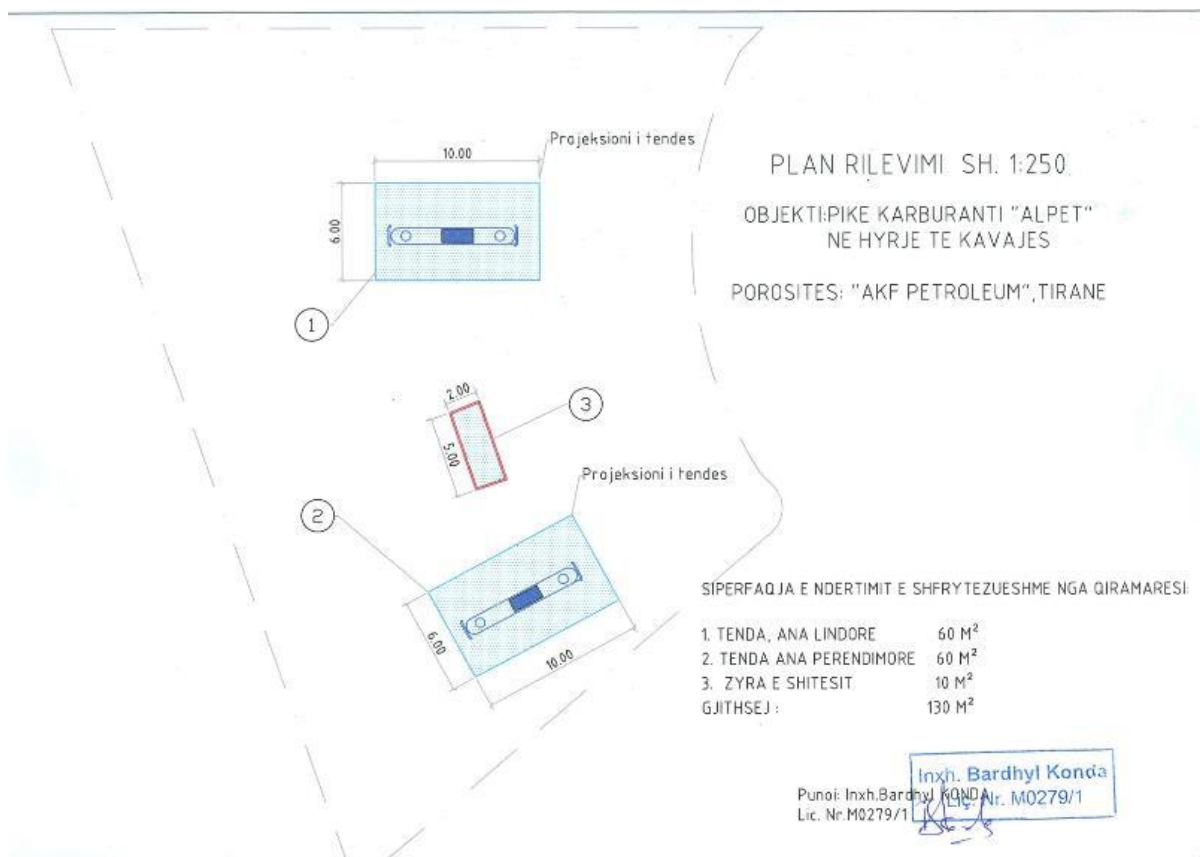 Projeksioni i tendes
10.00
6.00
1
PLAN RILEVIMI SH. 1:250
OBJEKTI:PIKE KARBURANTI "ALPET"
NE HYRJE TE KAVAJES
POROSITES: "AKF PETROLEUM",TIRANE
2.00
3
5.00
Projeksioni i tendes
2
6.00
10.00
SIPERFAQJA E NDERTIMIT E SHFRYTEZUESHME NGA QIRAMARESI:
1. TENDA, ANA LINDORE 60 M²
2. TENDA ANA PERENDIMORE 60 M²
3. ZYRA E SHITESIT 10 M²
GJITHSEJ : 130 M²
Inxh. Bardhyl Konda
Liç. Nr. M0279/1
Punoi: Inxh.Bardhyl KONDA
Lic. Nr.M0279/1